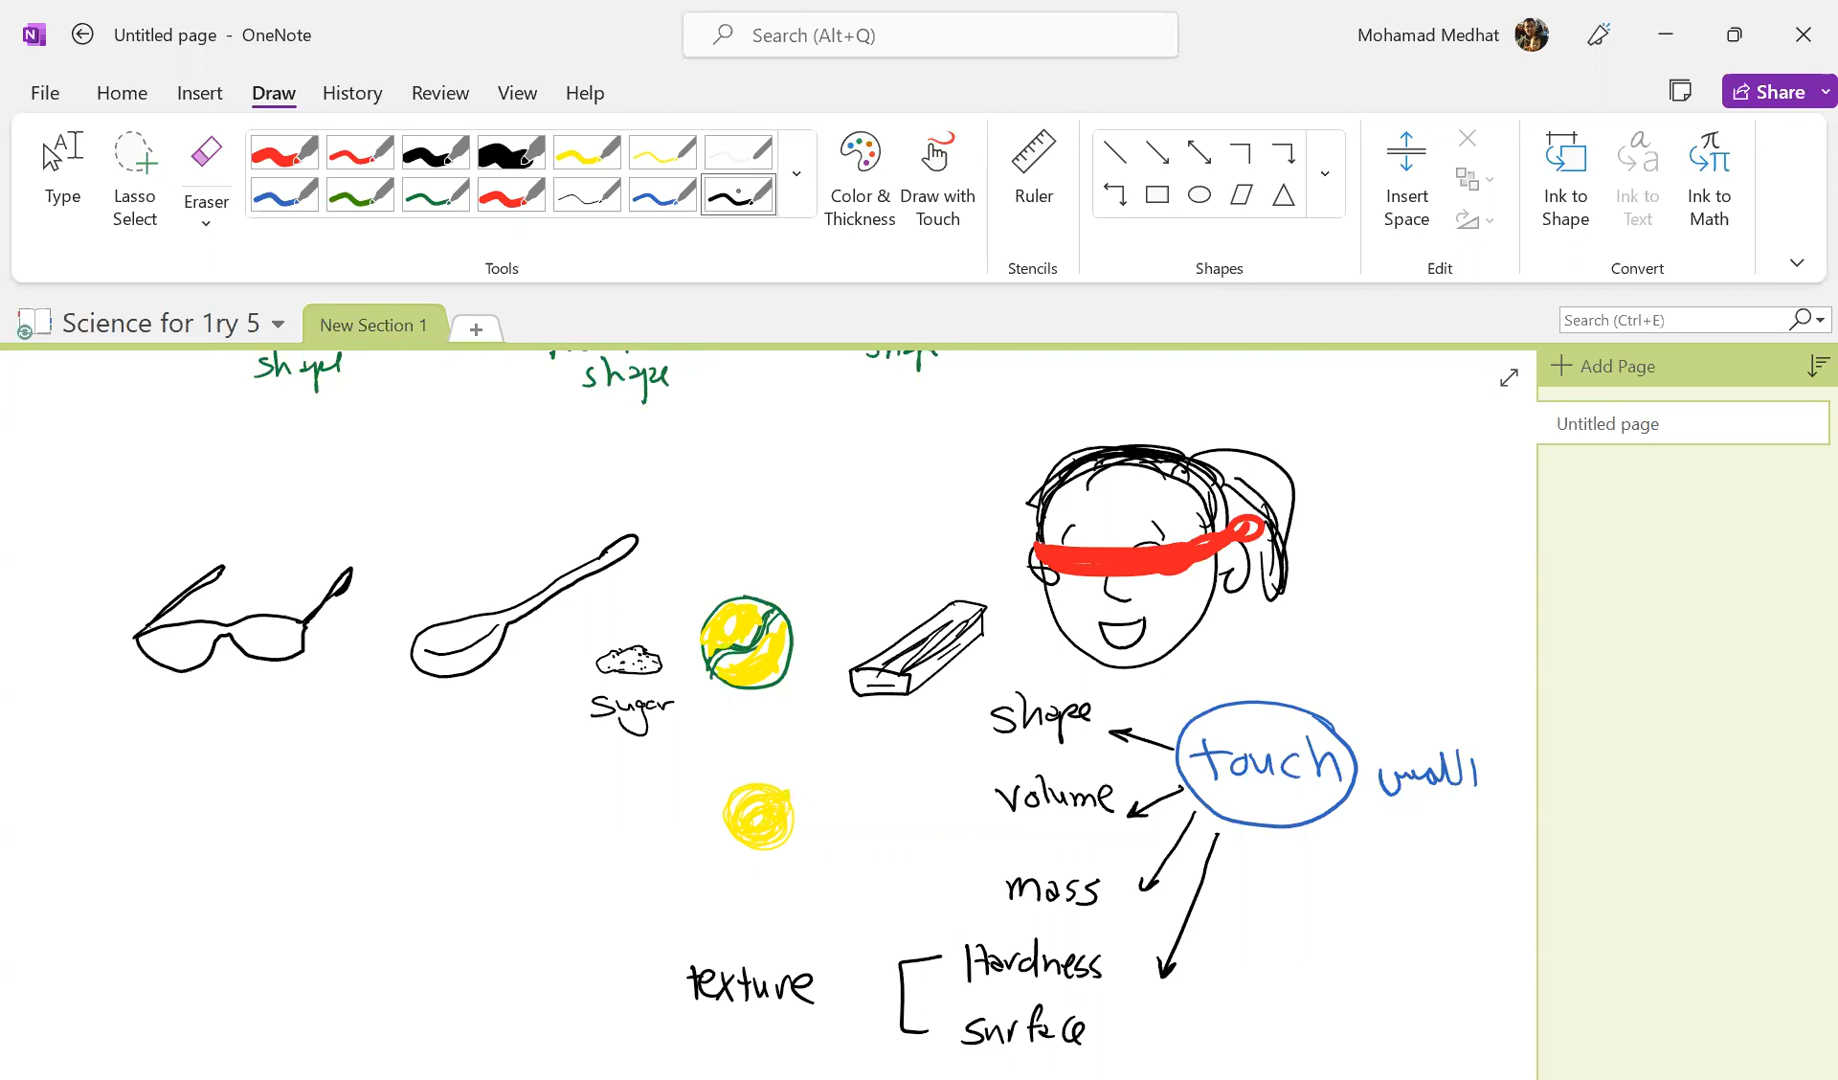 Untitled page - OneNote
Search (Alt+Q)
Mohamad Medhat
File Home Insert Draw History Review View Help
Share
Type
Lasso Select
Eraser
Color & Thickness
Draw with Touch
Ruler
Insert Space
Ink to Shape
Ink to Text
Ink to Math
Tools
Stencils
Shapes
Edit
Convert
Science for 1ry 5
New Section 1
Search (Ctrl+E)
Add Page
Untitled page
shape
shape
shape
sugar
touch
shape
volume
mass
texture
Hardness
surface